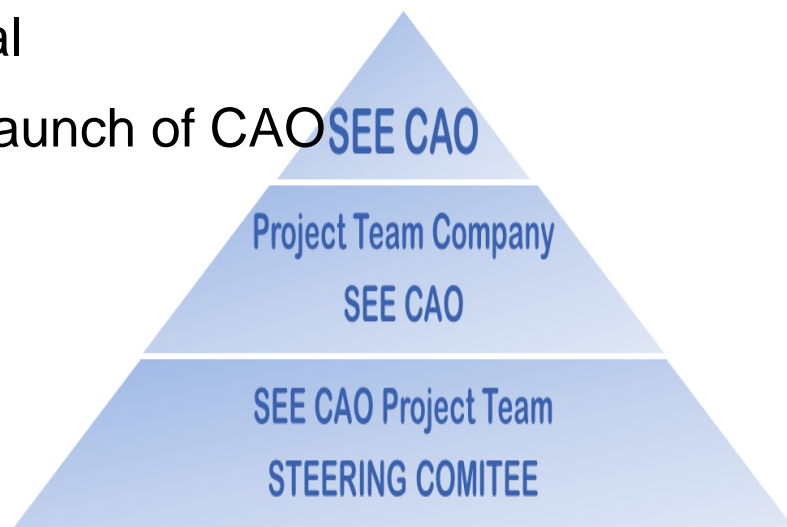 al
aunch of CAO
SEE CAO
Project Team Company
SEE CAO
SEE CAO Project Team
STEERING COMITEE